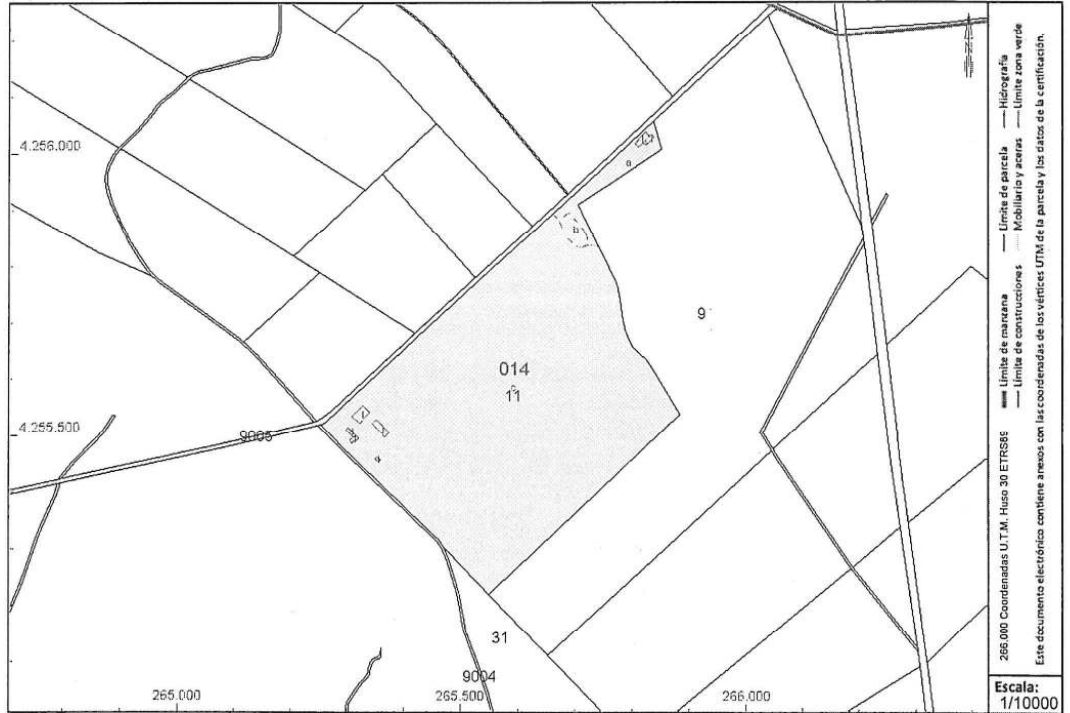 4.256.000
9
014
c
11
4.255.500
9005
a
a
b
31
9004
265.000
265.500
266.000
266.000 Coordenadas U.T.M. Huso 30 ETRS89
Límite de manzana
Límite de parcela
Hidrografía
Límite de construcciones
Mobiliario y aceras
Límite zona verde
Este documento electrónico contiene anexos con las coordenadas de los vértices UTM de la parcela y los datos de la certificación.
Escala:
1/10000